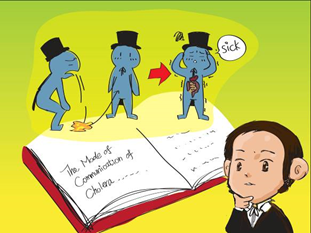 sick
The Mode of
Communication of
Cholera ......